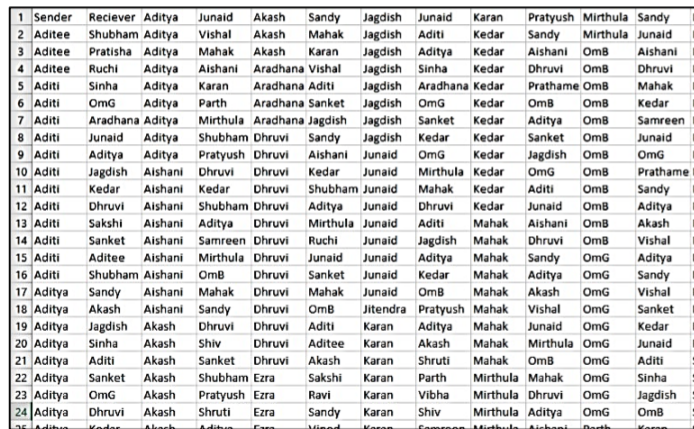 1 Sender Reciever Aditya Junaid Akash Sandy Jagdish Junaid Karan Pratyush Mirthula Sandy
2 Aditee Shubham Aditya Vishal Akash Mahak Jagdish Aditi Kedar Sandy Mirthula Junaid
3 Aditee Pratisha Aditya Mahak Akash Karan Jagdish Aditya Kedar Aishani OmB Aishani
4 Aditee Ruchi Aditya Aishani Aradhana Vishal Jagdish Sinha Kedar Dhruvi OmB Dhruvi
5 Aditi Sinha Aditya Karan Aradhana Aditi Jagdish Aradhana Kedar Prathame OmB Mahak
6 Aditi OmG Aditya Parth Aradhana Sanket Jagdish OmG Kedar OmB OmB Kedar
7 Aditi Aradhana Aditya Mirthula Aradhana Jagdish Jagdish Sanket Kedar Aditya OmB Samreen
8 Aditi Junaid Aditya Shubham Dhruvi Sandy Jagdish Kedar Kedar Sanket OmB Junaid
9 Aditi Aditya Aditya Pratyush Dhruvi Aishani Junaid OmG Kedar Jagdish OmB OmG
10 Aditi Jagdish Aishani Dhruvi Dhruvi Kedar Junaid Mirthula Kedar OmG OmB Prathame
11 Aditi Kedar Aishani Kedar Dhruvi Shubham Junaid Mahak Kedar Aditi OmB Sandy
12 Aditi Dhruvi Aishani Shubham Dhruvi Aditya Junaid Dhruvi Kedar Junaid OmB Aditya
13 Aditi Sakshi Aishani Aditya Dhruvi Mirthula Junaid Aditi Mahak Aishani OmB Akash
14 Aditi Sanket Aishani Samreen Dhruvi Ruchi Junaid Jagdish Mahak Dhruvi OmB Vishal
15 Aditi Aditee Aishani Mirthula Dhruvi Junaid Junaid Aditya Mahak Sandy OmG Aditya
16 Aditi Shubham Aishani OmB Dhruvi Sanket Junaid Kedar Mahak Aditya OmG Sandy
17 Aditya Sandy Aishani Mahak Dhruvi Mahak Junaid OmB Mahak Akash OmG Vishal
18 Aditya Akash Aishani Sandy Dhruvi OmB Jitendra Pratyush Mahak Vishal OmG Sanket
19 Aditya Jagdish Akash Dhruvi Dhruvi Aditi Karan Aditya Mahak Junaid OmG Kedar
20 Aditya Sinha Akash Shiv Dhruvi Aditee Karan Akash Mahak Mirthula OmG Junaid
21 Aditya Aditi Akash Sanket Dhruvi Akash Karan Shruti Mahak OmB OmG Aditi
22 Aditya Sanket Akash Shubham Ezra Sakshi Karan Parth Mirthula Mahak OmG Sinha
23 Aditya OmG Akash Pratyush Ezra Ravi Karan Vibha Mirthula Dhruvi OmG Jagdish
24 Aditya Dhruvi Akash Shruti Ezra Sandy Karan Shiv Mirthula Aditya OmG OmB